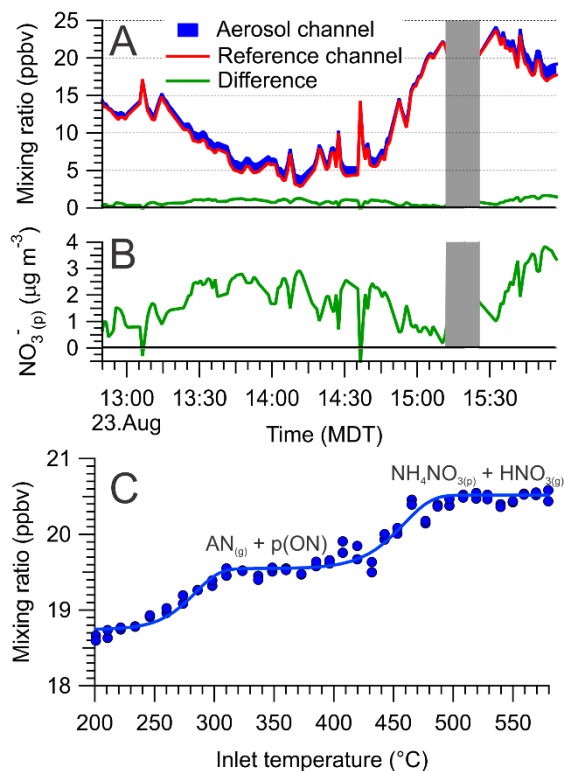 A
Aerosol channel
Reference channel
Difference
Mixing ratio (ppbv)
25
20
15
10
5
0
B
NO₃⁻(p) (µg m⁻³)
4
3
2
1
0
13:00
13:30
14:00
14:30
15:00
15:30
23.Aug
Time (MDT)
C
NH₄NO₃(p) + HNO₃(g)
AN(g) + p(ON)
Mixing ratio (ppbv)
21
20
19
18
200
250
300
350
400
450
500
550
Inlet temperature (°C)